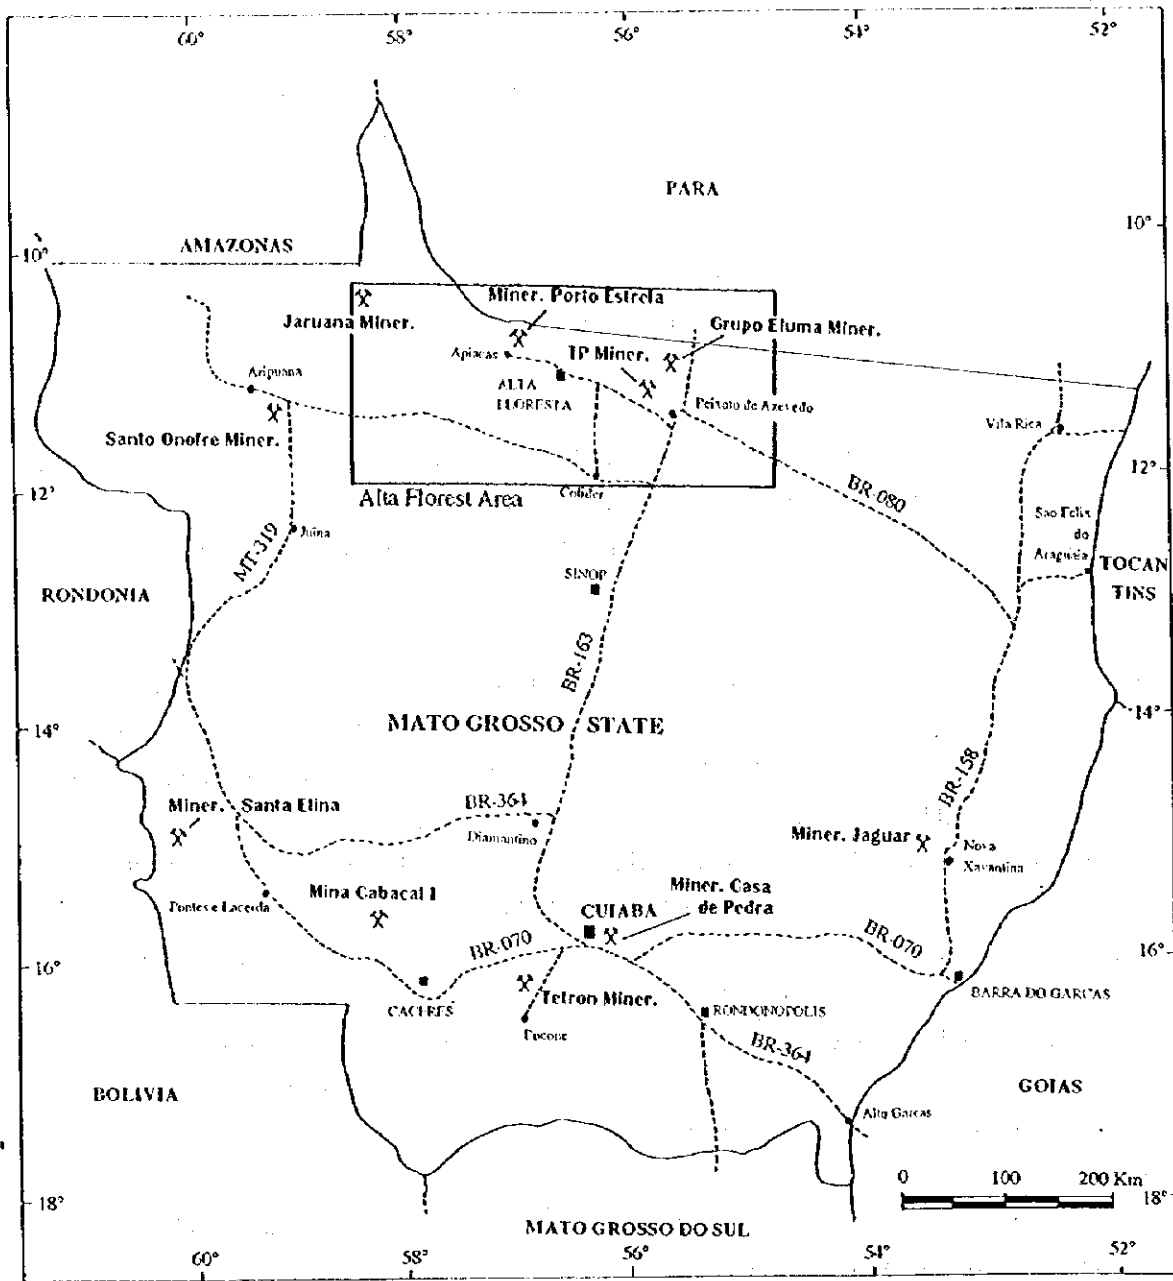 60°
58°
56°
54°
52°
PARA
10°
AMAZONAS
10°
Miner. Porto Estrela
Jaruana Miner.
Grupo Eluma Miner.
TP Miner.
Apiacas
ALTA
FLORESTA
Aripuana
Peixoto de Azevedo
Vila Rica
Santo Onofre Miner.
12°
12°
Colider
Alta Florest Area
BR-080
Sao Felix
do
Araguaia
Juina
MT-319
SINOP
TOCAN
TINS
RONDONIA
BR-163
14°
14°
MATO GROSSO STATE
BR-158
BR-364
Miner. Santa Elina
Diamantino
Miner. Jaguar
Nova
Xavantina
Mina Cabacal I
Miner. Casa
de Pedra
Pontes e Lacerda
CUIABA
BR-070
BR-070
16°
16°
Tetron Miner.
BARRA DO GARCAS
CACERES
RONDONOPOLIS
BR-364
BOLIVIA
GOIAS
Alto Garcas
0 100 200 Km
18°
18°
MATO GROSSO DO SUL
60°
58°
56°
54°
52°